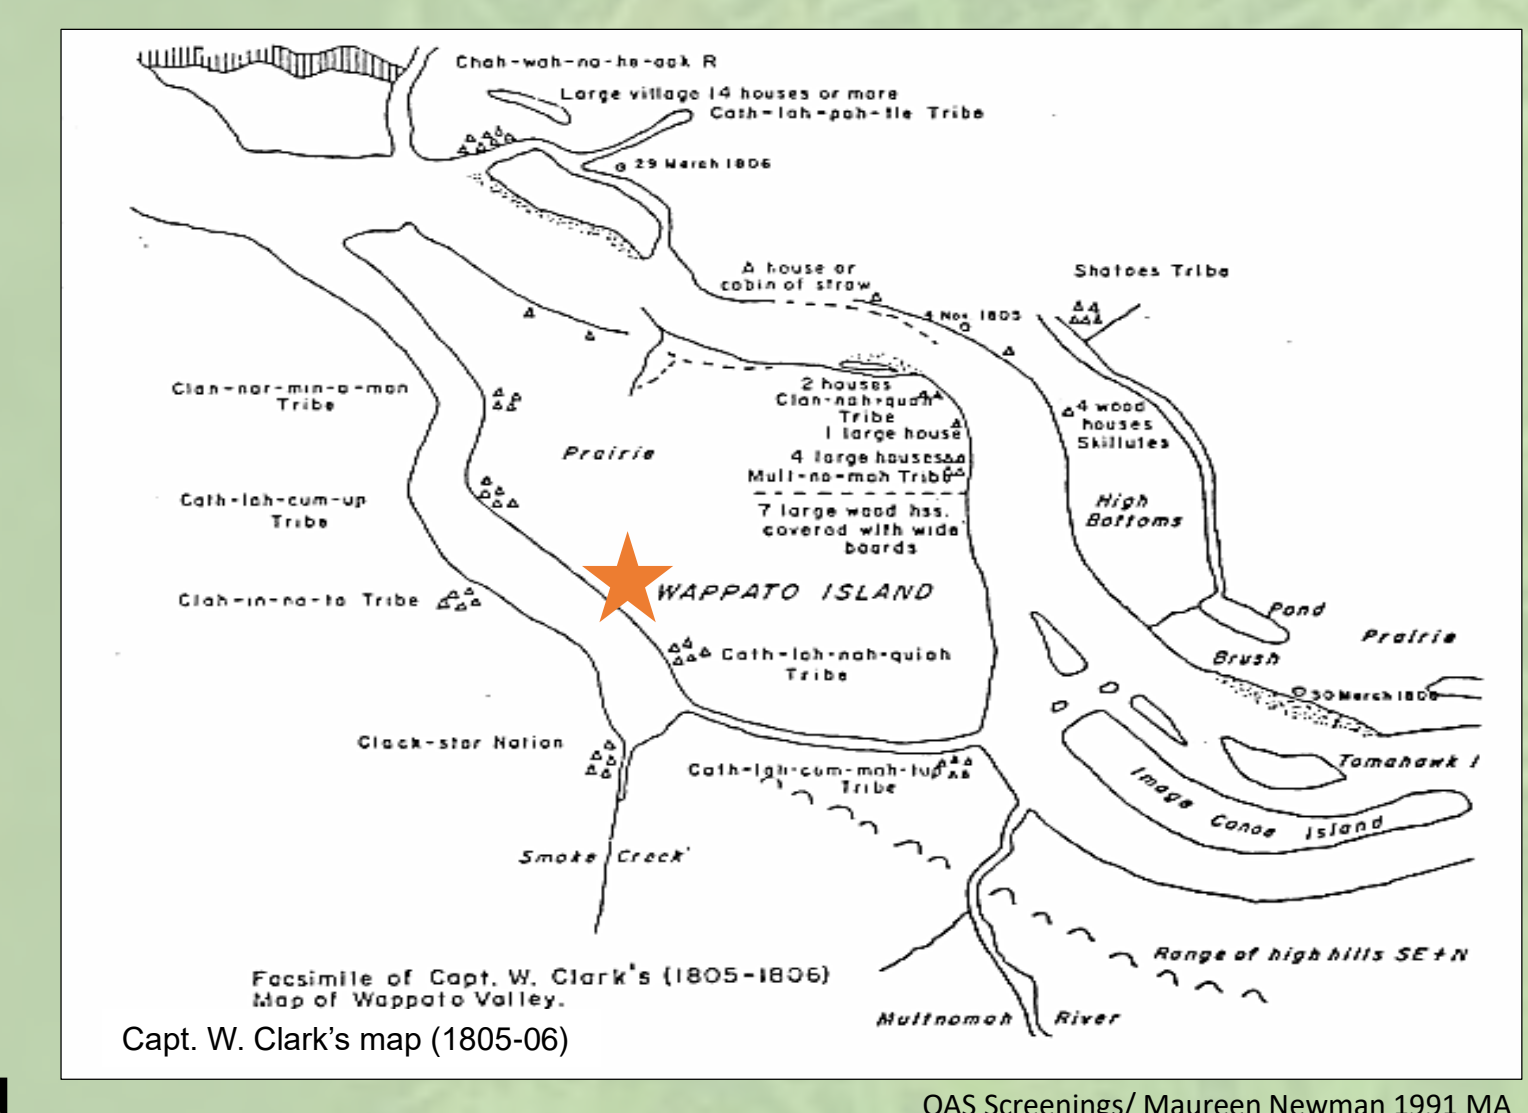 Chah-wah-na-he-ook R
Large village 14 houses or more
Cath-lah-poh-tle Tribe
29 March 1806
A house or
cabin of straw
Shatoes Tribe
4 Nov. 1805
Clan-nar-min-a-mon
Tribe
2 houses
Clan-nah-quah
Tribe
1 large house
4 wood
houses
Skillutes
Prairie
4 large houses
Mult-no-mah Tribe
Cath-lah-cum-up
Tribe
7 large wood hss.
covered with wide
boards
High
Bottoms
WAPPATO ISLAND
Clah-in-na-ta Tribe
Pond
Prairie
Cath-lah-nah-quiah
Tribe
Brush
30 March 1806
Clack-star Nation
Cath-lah-com-mah-tup
Tribe
Tomahawk I
Image Canoe Island
Smoke Creek
Range of high hills SE+N
Facsimile of Capt. W. Clark's (1805-1806)
Map of Wappato Valley.
Multnomah River
Capt. W. Clark’s map (1805-06)
OAS Screenings/ Maureen Newman 1991 MA